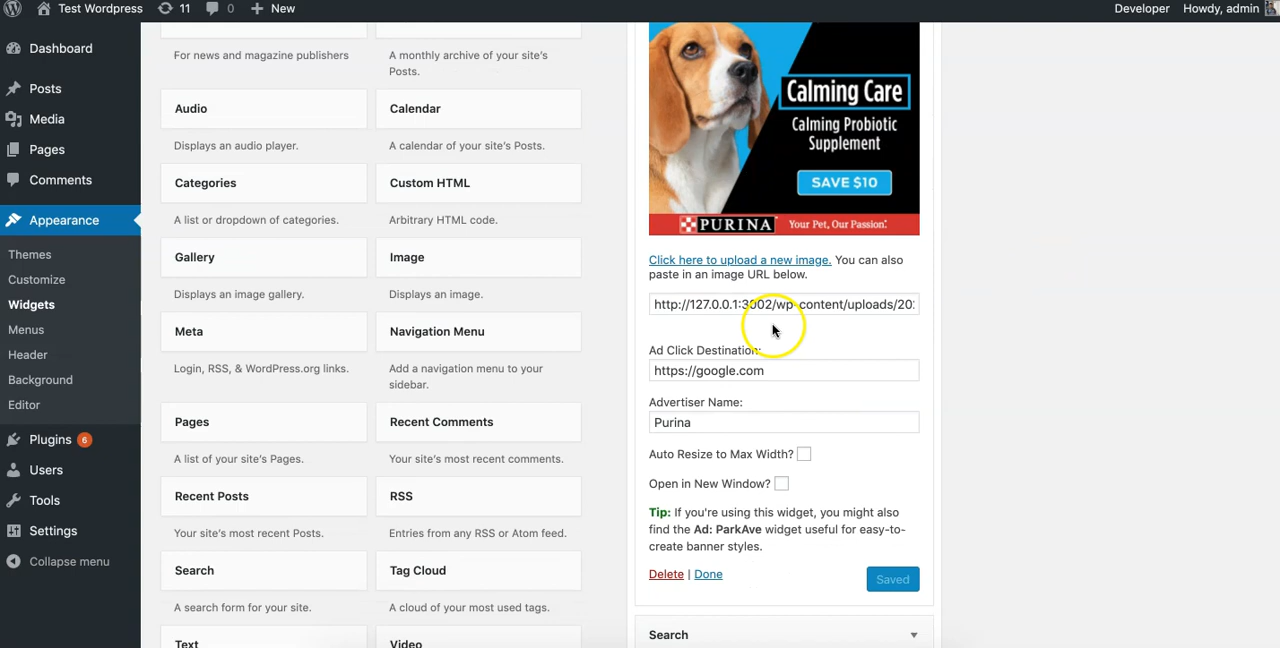 Test Wordpress
11
0
New
Developer
Howdy, admin
Dashboard
Posts
Media
Pages
Comments
Appearance
Themes
Customize
Widgets
Menus
Header
Background
Editor
Plugins 6
Users
Tools
Settings
Collapse menu
For news and magazine publishers
A monthly archive of your site's
Posts.
Audio
Displays an audio player.
Calendar
A calendar of your site's Posts.
Categories
A list or dropdown of categories.
Custom HTML
Arbitrary HTML code.
Gallery
Displays an image gallery.
Image
Displays an image.
Meta
Login, RSS, & WordPress.org links.
Navigation Menu
Add a navigation menu to your
sidebar.
Pages
A list of your site's Pages.
Recent Comments
Your site's most recent comments.
Recent Posts
Your site's most recent Posts.
RSS
Entries from any RSS or Atom feed.
Search
A search form for your site.
Tag Cloud
A cloud of your most used tags.
Text
Video
Calming Care
Calming Probiotic
Supplement
SAVE $10
PURINA
Your Pet, Our Passion.
Click here to upload a new image. You can also
paste in an image URL below.
http://127.0.0.1:3002/wp-content/uploads/20
Ad Click Destination:
https://google.com
Advertiser Name:
Purina
Auto Resize to Max Width?
Open in New Window?
Tip: If you're using this widget, you might also
find the Ad: ParkAve widget useful for easy-to-
create banner styles.
Delete | Done
Saved
Search